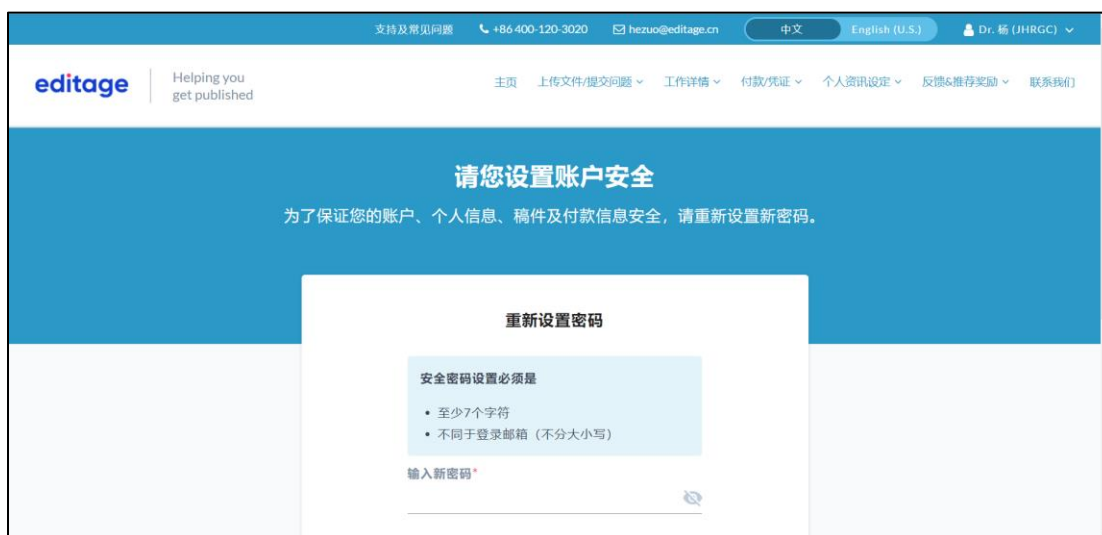 支持及常见问题 +86 400-120-3020 hezuo@editage.cn 中文 English (U.S.) Dr. 杨 (JHRGC)
editage Helping you
get published
主页 上传文件/提交问题 工作详情 付款/凭证 个人资讯设定 反馈&推荐奖励 联系我们
请您设置账户安全
为了保证您的账户、个人信息、稿件及付款信息安全，请重新设置新密码。
重新设置密码
安全密码设置必须是
• 至少7个字符
• 不同于登录邮箱（不分大小写）
输入新密码*